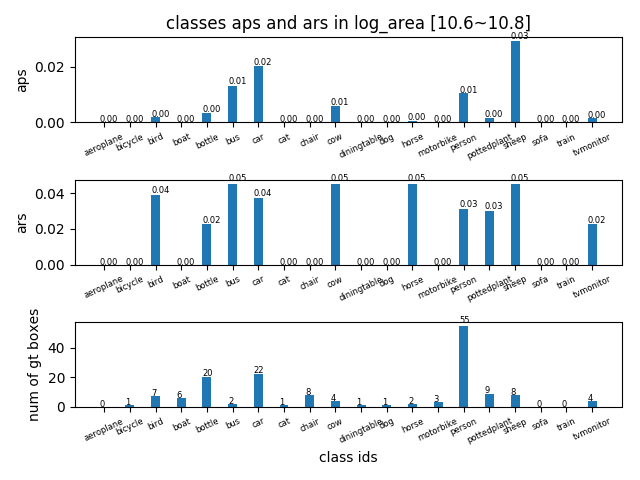 classes aps and ars in log_area [10.6~10.8]
aps
0.02
0.00
0.00 0.00 0.00 0.00 0.00 0.01 0.02 0.00 0.00 0.01 0.00 0.00 0.00 0.00 0.01 0.00 0.03 0.00 0.00 0.00
aeroplane bicycle bird boat bottle bus car cat chair cow diningtable dog horse motorbike person pottedplant sheep sofa train tvmonitor
ars
0.04
0.02
0.00
0.00 0.00 0.04 0.00 0.02 0.05 0.04 0.00 0.00 0.05 0.00 0.00 0.05 0.00 0.03 0.03 0.05 0.00 0.00 0.02
aeroplane bicycle bird boat bottle bus car cat chair cow diningtable dog horse motorbike person pottedplant sheep sofa train tvmonitor
num of gt boxes
40
20
0
0 1 7 6 20 2 22 1 8 4 1 1 2 3 55 9 8 0 0 4
aeroplane bicycle bird boat bottle bus car cat chair cow diningtable dog horse motorbike person pottedplant sheep sofa train tvmonitor
class ids